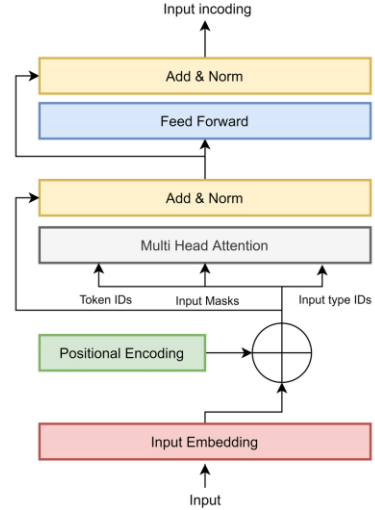 Input incoding
Add & Norm
Feed Forward
Add & Norm
Multi Head Attention
Token IDs
Input Masks
Input type IDs
Positional Encoding
Input Embedding
Input